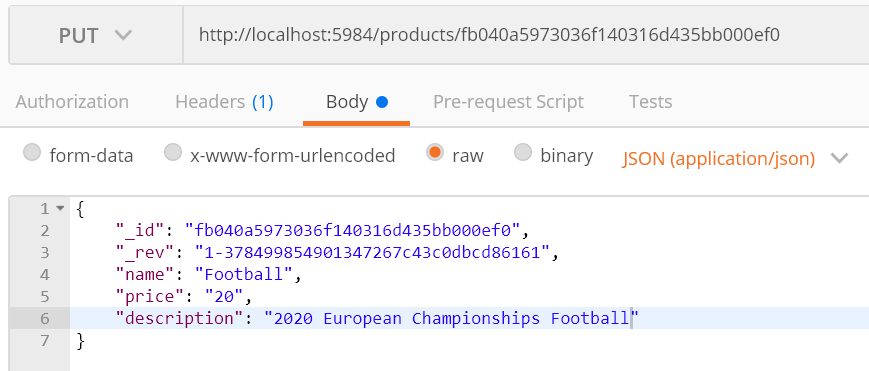 PUT http://localhost:5984/products/fb040a5973036f140316d435bb000ef0
Authorization Headers (1) Body Pre-request Script Tests
form-data x-www-form-urlencoded raw binary JSON (application/json)
1 {
2 "_id": "fb040a5973036f140316d435bb000ef0",
3 "_rev": "1-378499854901347267c43c0dbcd86161",
4 "name": "Football",
5 "price": "20",
6 "description": "2020 European Championships Football"
7 }